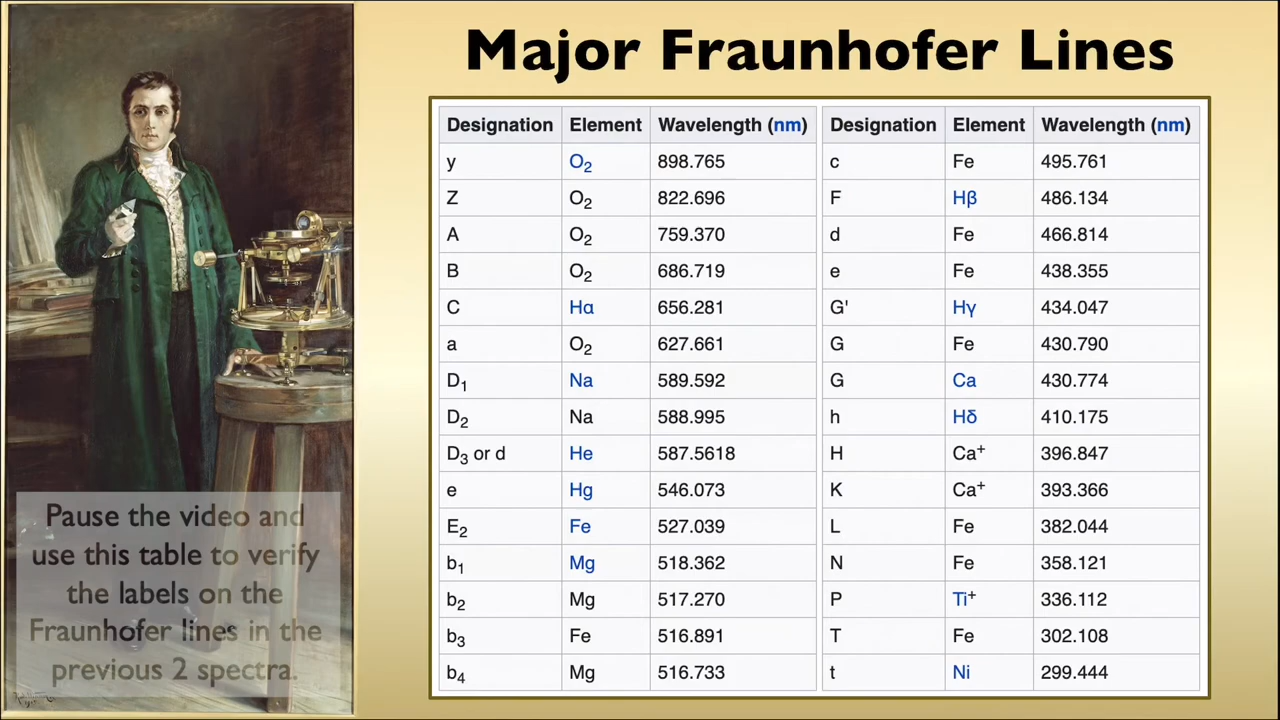 Major Fraunhofer Lines
Designation Element Wavelength (nm) Designation Element Wavelength (nm)
y O₂ 898.765 c Fe 495.761
Z O₂ 822.696 F Hβ 486.134
A O₂ 759.370 d Fe 466.814
B O₂ 686.719 e Fe 438.355
C Hα 656.281 G' Hγ 434.047
a O₂ 627.661 G Fe 430.790
D₁ Na 589.592 G Ca 430.774
D₂ Na 588.995 h Hδ 410.175
D₃ or d He 587.5618 H Ca⁺ 396.847
e Hg 546.073 K Ca⁺ 393.366
E₂ Fe 527.039 L Fe 382.044
b₁ Mg 518.362 N Fe 358.121
b₂ Mg 517.270 P Ti⁺ 336.112
b₃ Fe 516.891 T Fe 302.108
b₄ Mg 516.733 t Ni 299.444
Pause the video and
use this table to verify
the labels on the
Fraunhofer lines in the
previous 2 spectra.